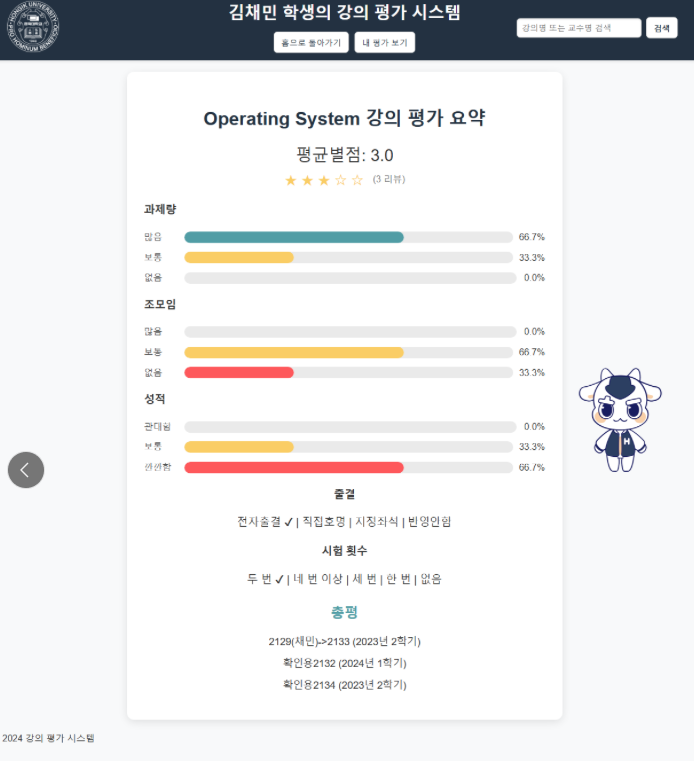 김채민 학생의 강의 평가 시스템
홈으로 돌아가기 내 평가 보기
강의명 또는 교수명 검색 검색
HONGIK UNIVERSITY
Operating System 강의 평가 요약
평균별점: 3.0
★ ★ ★ ☆ ☆ (3 리뷰)
과제량
많음 66.7%
보통 33.3%
없음 0.0%
조모임
많음 0.0%
보통 66.7%
없음 33.3%
성적
관대함 0.0%
보통 33.3%
깐깐함 66.7%
출결
전자출결 ✔ | 직접호명 | 지정좌석 | 반영안함
시험 횟수
두 번 ✔ | 네 번 이상 | 세 번 | 한 번 | 없음
총평
2129(채민)->2133 (2023년 2학기)
확인용2132 (2024년 1학기)
확인용2134 (2023년 2학기)
H
2024 강의 평가 시스템